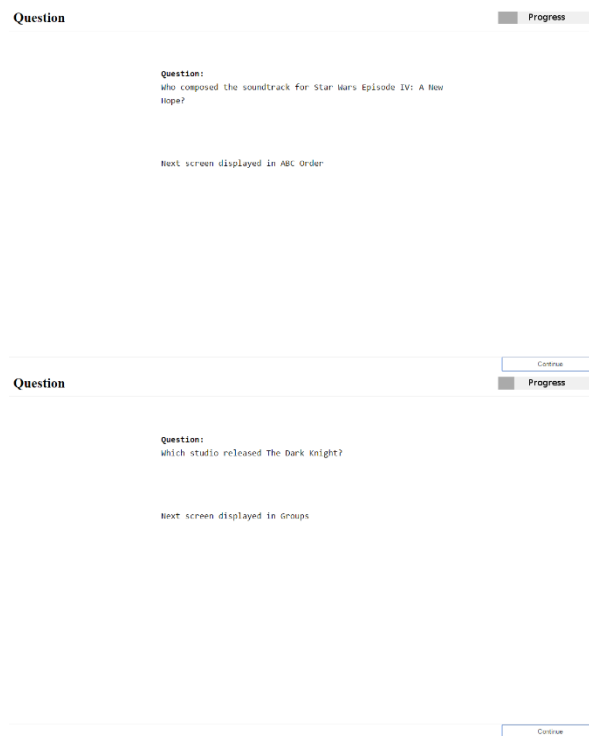 Question
Progress
Question:
Who composed the soundtrack for Star Wars Episode IV: A New
Hope?
Next screen displayed in ABC Order
Continue
Question
Progress
Question:
Which studio released The Dark Knight?
Next screen displayed in Groups
Continue